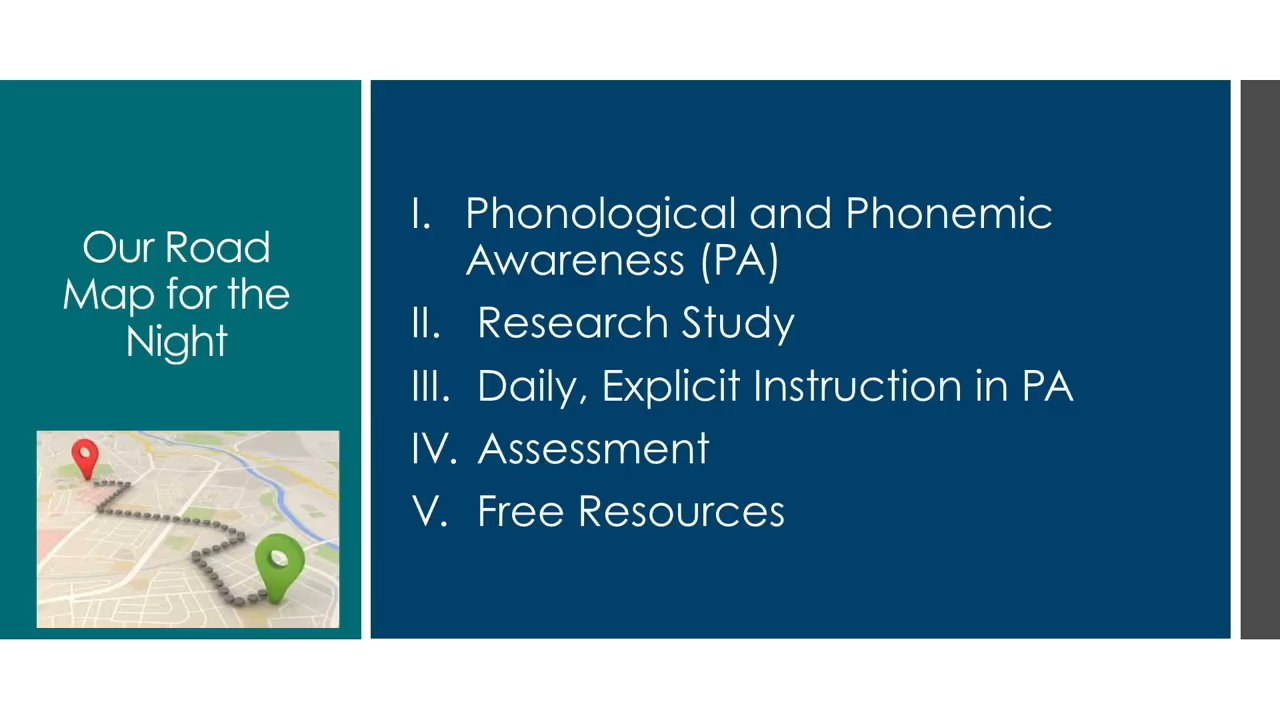 Our Road
Map for the
Night
I. Phonological and Phonemic
Awareness (PA)
II. Research Study
III. Daily, Explicit Instruction in PA
IV. Assessment
V. Free Resources